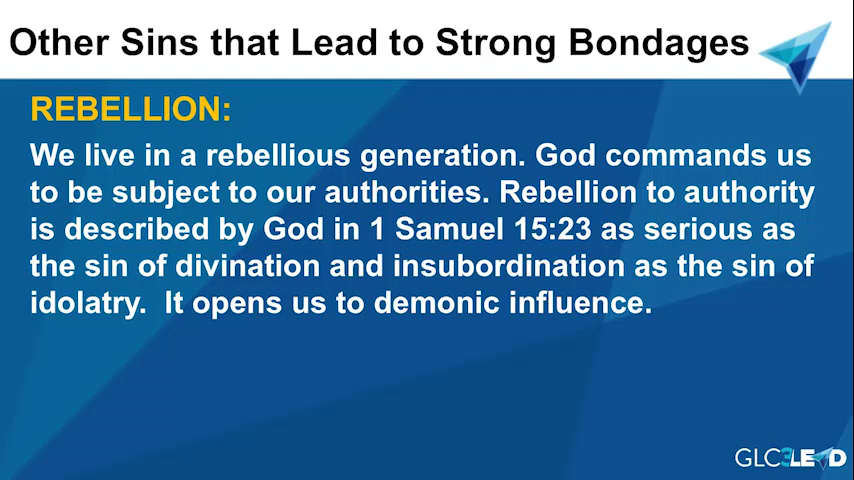 Other Sins that Lead to Strong Bondages
REBELLION:
We live in a rebellious generation. God commands us
to be subject to our authorities. Rebellion to authority
is described by God in 1 Samuel 15:23 as serious as
the sin of divination and insubordination as the sin of
idolatry.  It opens us to demonic influence.
GLC3LEAD